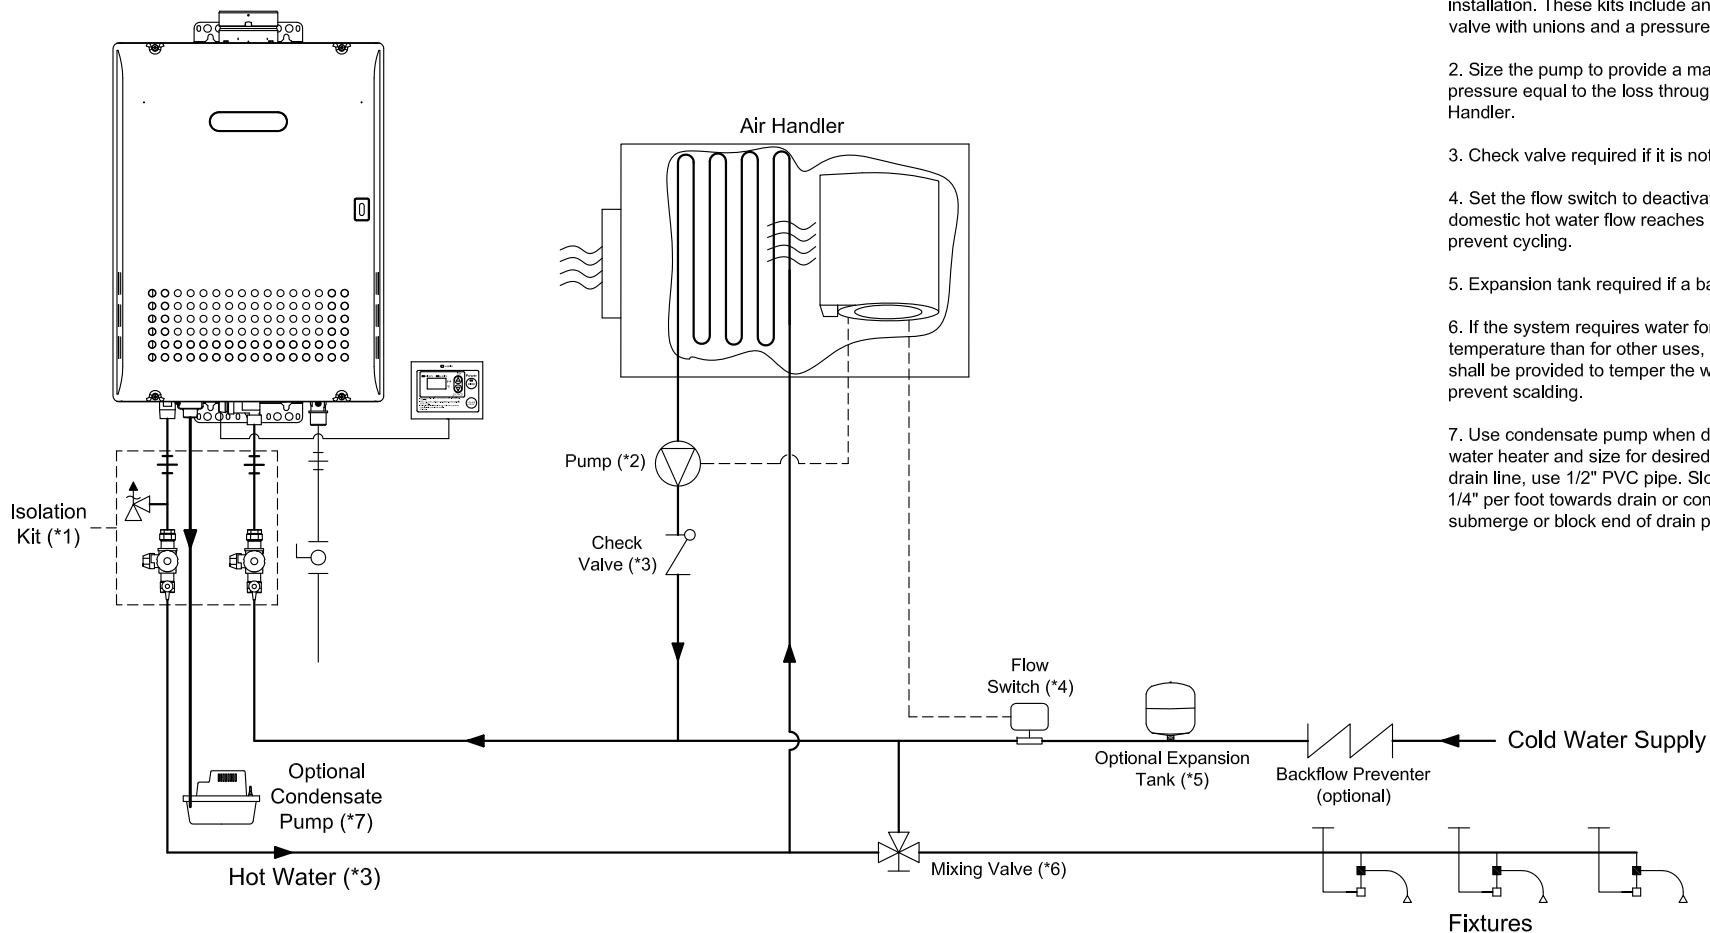 installation. These kits include an
valve with unions and a pressure
2. Size the pump to provide a ma
pressure equal to the loss throug
Handler.
3. Check valve required if it is not
4. Set the flow switch to deactiva
domestic hot water flow reaches
prevent cycling.
5. Expansion tank required if a ba
6. If the system requires water for
temperature than for other uses,
shall be provided to temper the w
prevent scalding.
7. Use condensate pump when d
water heater and size for desired
drain line, use 1/2" PVC pipe. Slo
1/4" per foot towards drain or con
submerge or block end of drain p
Air Handler
Pump (*2)
Isolation
Kit (*1)
Check
Valve (*3)
Flow
Switch (*4)
Optional Expansion
Tank (*5)
Backflow Preventer
(optional)
Cold Water Supply
Optional
Condensate
Pump (*7)
Hot Water (*3)
Mixing Valve (*6)
Fixtures